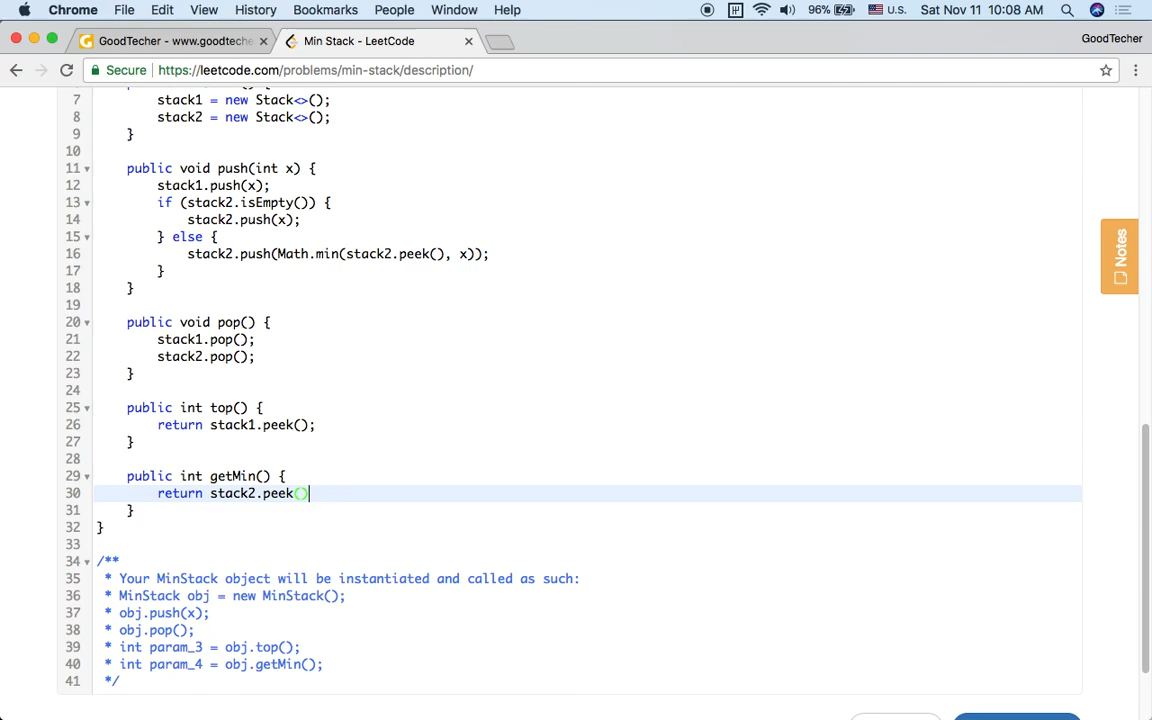 Chrome File Edit View History Bookmarks People Window Help 96% U.S. Sat Nov 11 10:08 AM
GoodTecher - www.goodteche Min Stack - LeetCode GoodTecher
Secure https://leetcode.com/problems/min-stack/description/
7 stack1 = new Stack<>();
8 stack2 = new Stack<>();
9 }
10
11 public void push(int x) {
12 stack1.push(x);
13 if (stack2.isEmpty()) {
14 stack2.push(x);
15 } else {
16 stack2.push(Math.min(stack2.peek(), x));
17 }
18 }
19
20 public void pop() {
21 stack1.pop();
22 stack2.pop();
23 }
24
25 public int top() {
26 return stack1.peek();
27 }
28
29 public int getMin() {
30 return stack2.peek()
31 }
32 }
33
34 /**
35 * Your MinStack object will be instantiated and called as such:
36 * MinStack obj = new MinStack();
37 * obj.push(x);
38 * obj.pop();
39 * int param_3 = obj.top();
40 * int param_4 = obj.getMin();
41 */
Notes